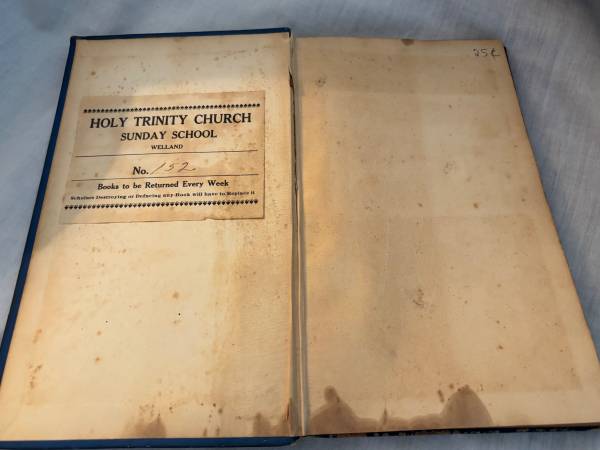 HOLY TRINITY CHURCH
SUNDAY SCHOOL
WELLAND
No. 152
Books to be Returned Every Week
Scholars Destroying or Defacing any Book will have to Replace it
25¢